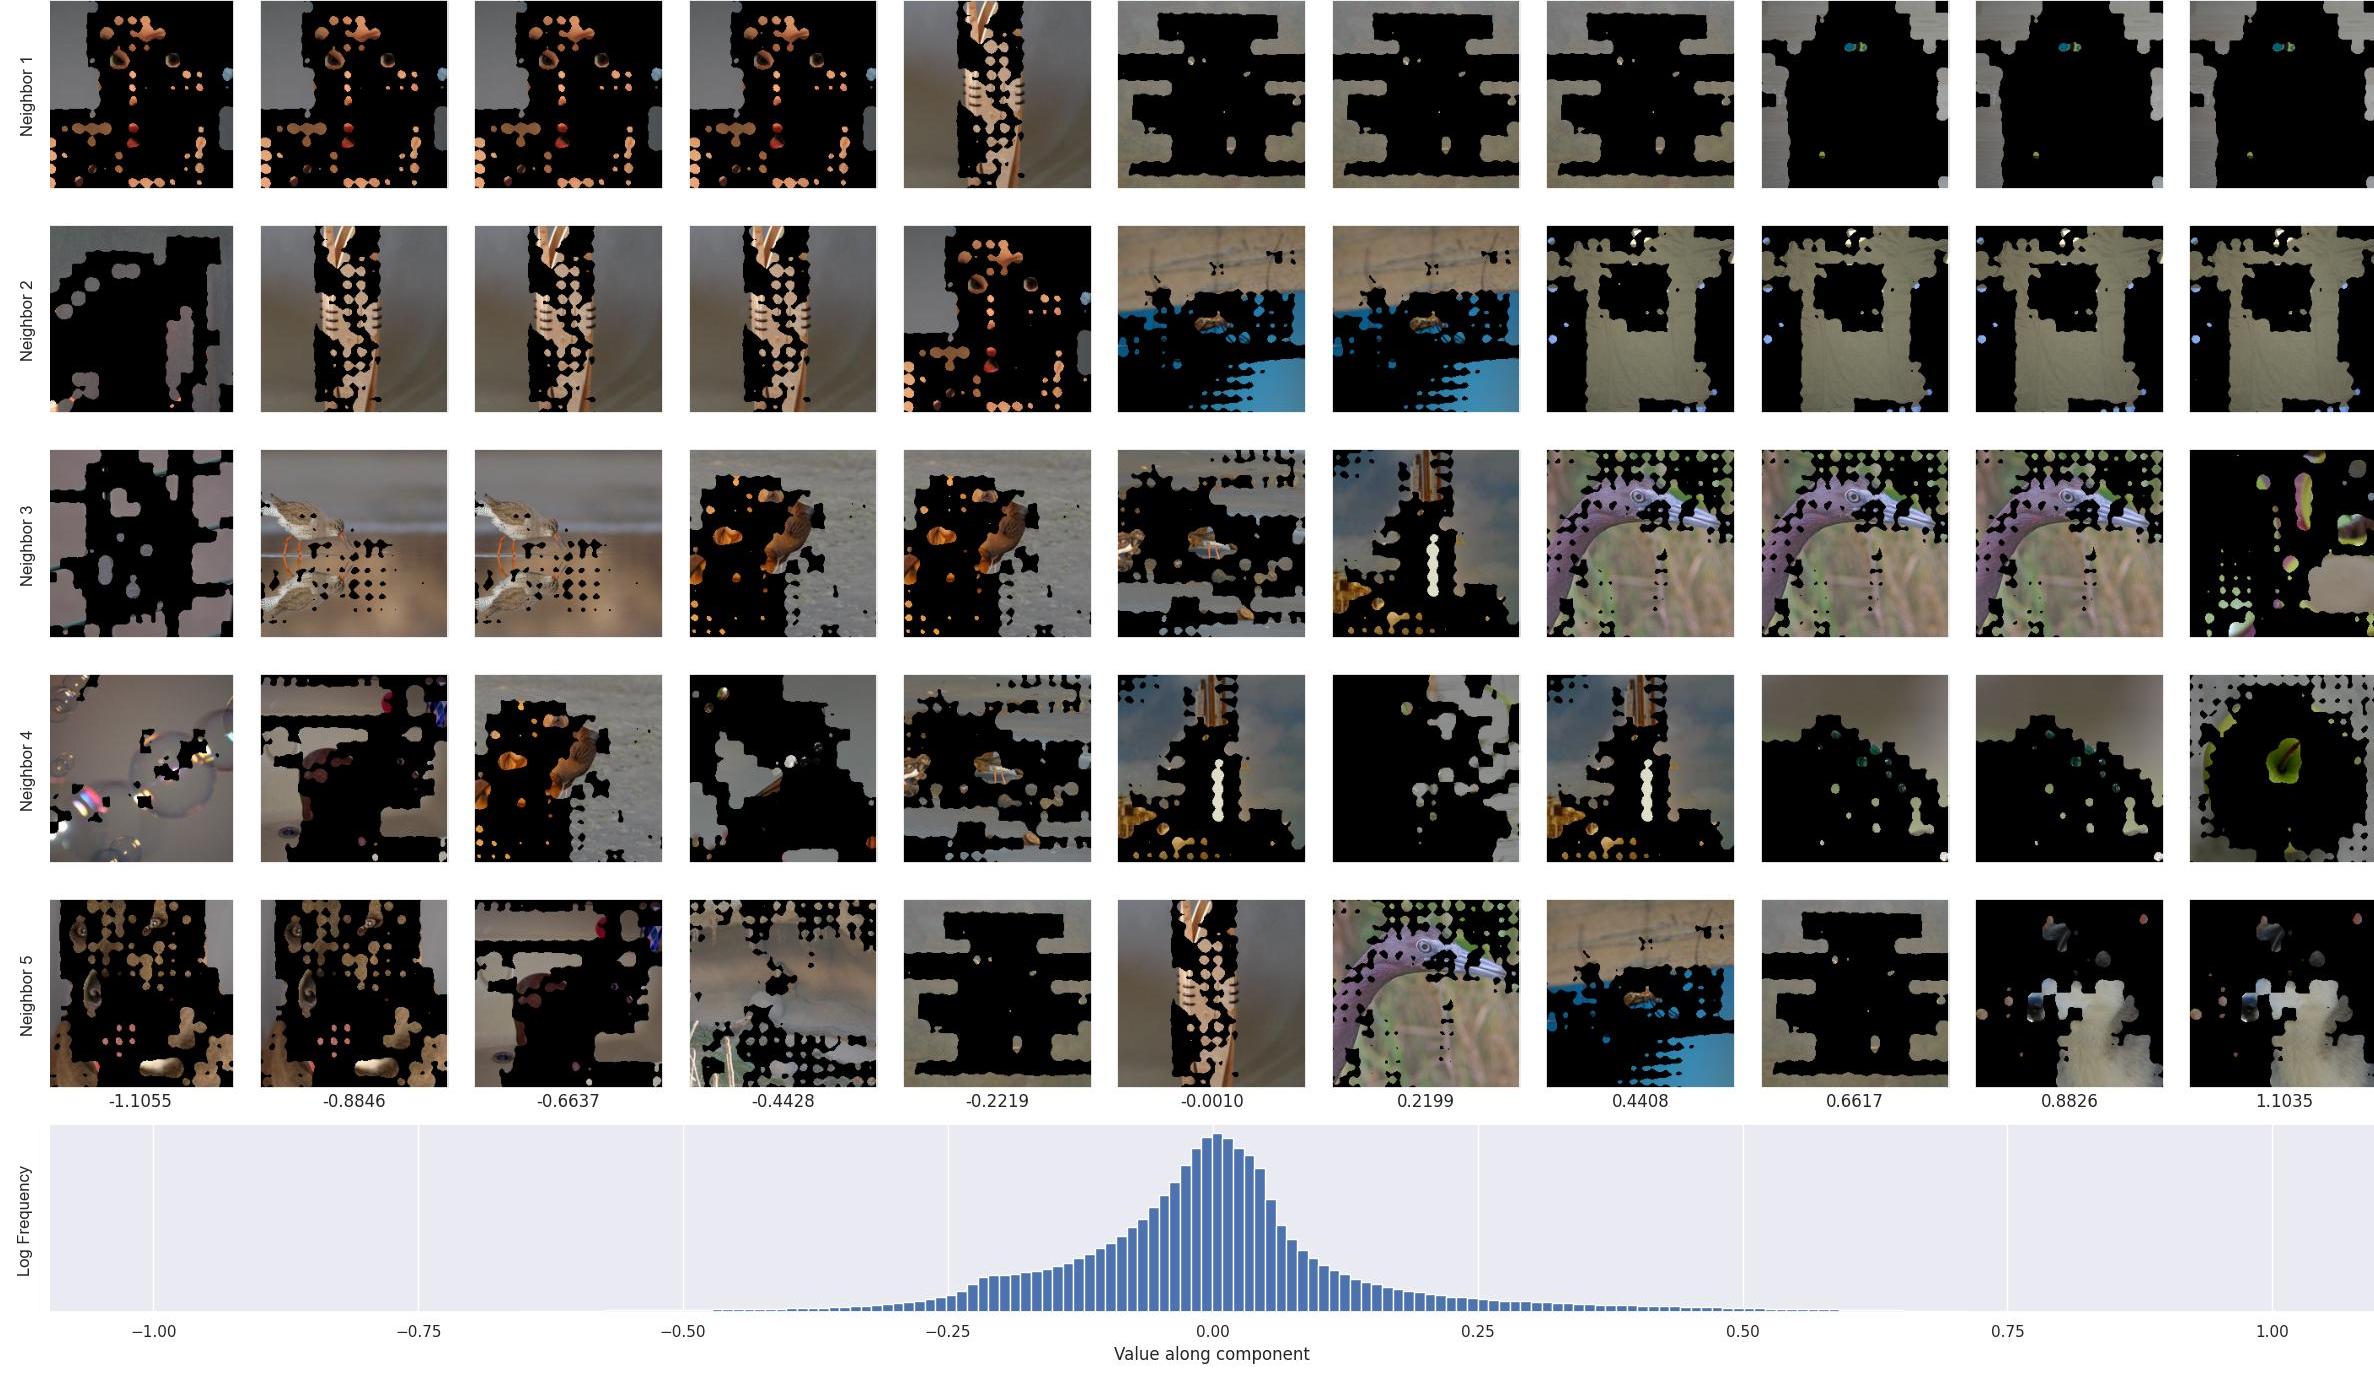 Neighbor 1
Neighbor 2
Neighbor 3
Neighbor 4
Neighbor 5
-1.1055 -0.8846 -0.6637 -0.4428 -0.2219 -0.0010 0.2199 0.4408 0.6617 0.8826 1.1035
Log Frequency
−1.00 −0.75 −0.50 −0.25 0.00 0.25 0.50 0.75 1.00
Value along component